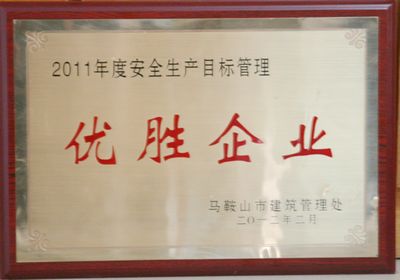 2011年度安全生产目标管理
优胜企业
马鞍山市建筑管理处
二〇一二年二月